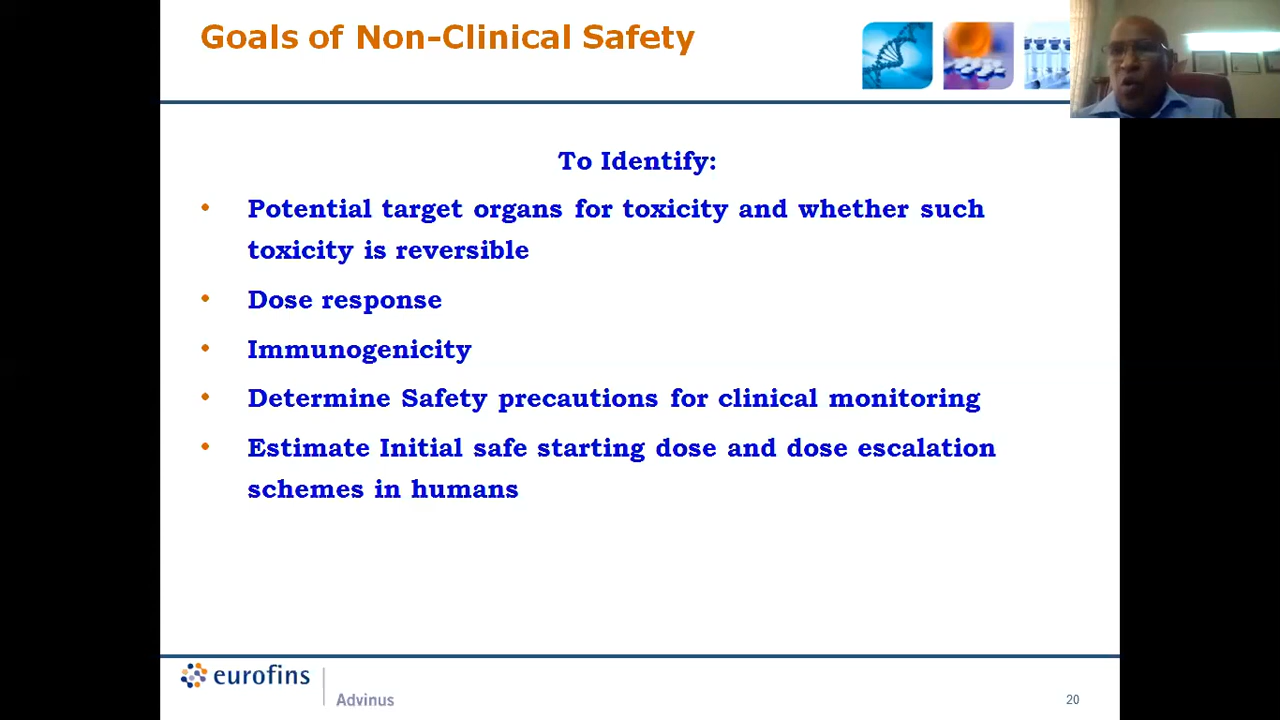 Goals of Non-Clinical Safety
To Identify:
• Potential target organs for toxicity and whether such
toxicity is reversible
• Dose response
• Immunogenicity
• Determine Safety precautions for clinical monitoring
• Estimate Initial safe starting dose and dose escalation
schemes in humans
eurofins
Advinus
20